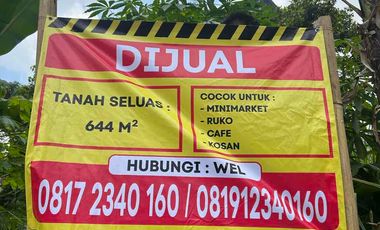 DIJUAL
TANAH SELUAS :
644 M²
COCOK UNTUK :
- MINIMARKET
- RUKO
- CAFE
- KOSAN
HUBUNGI : WEL
0817 2340 160 / 081912340160